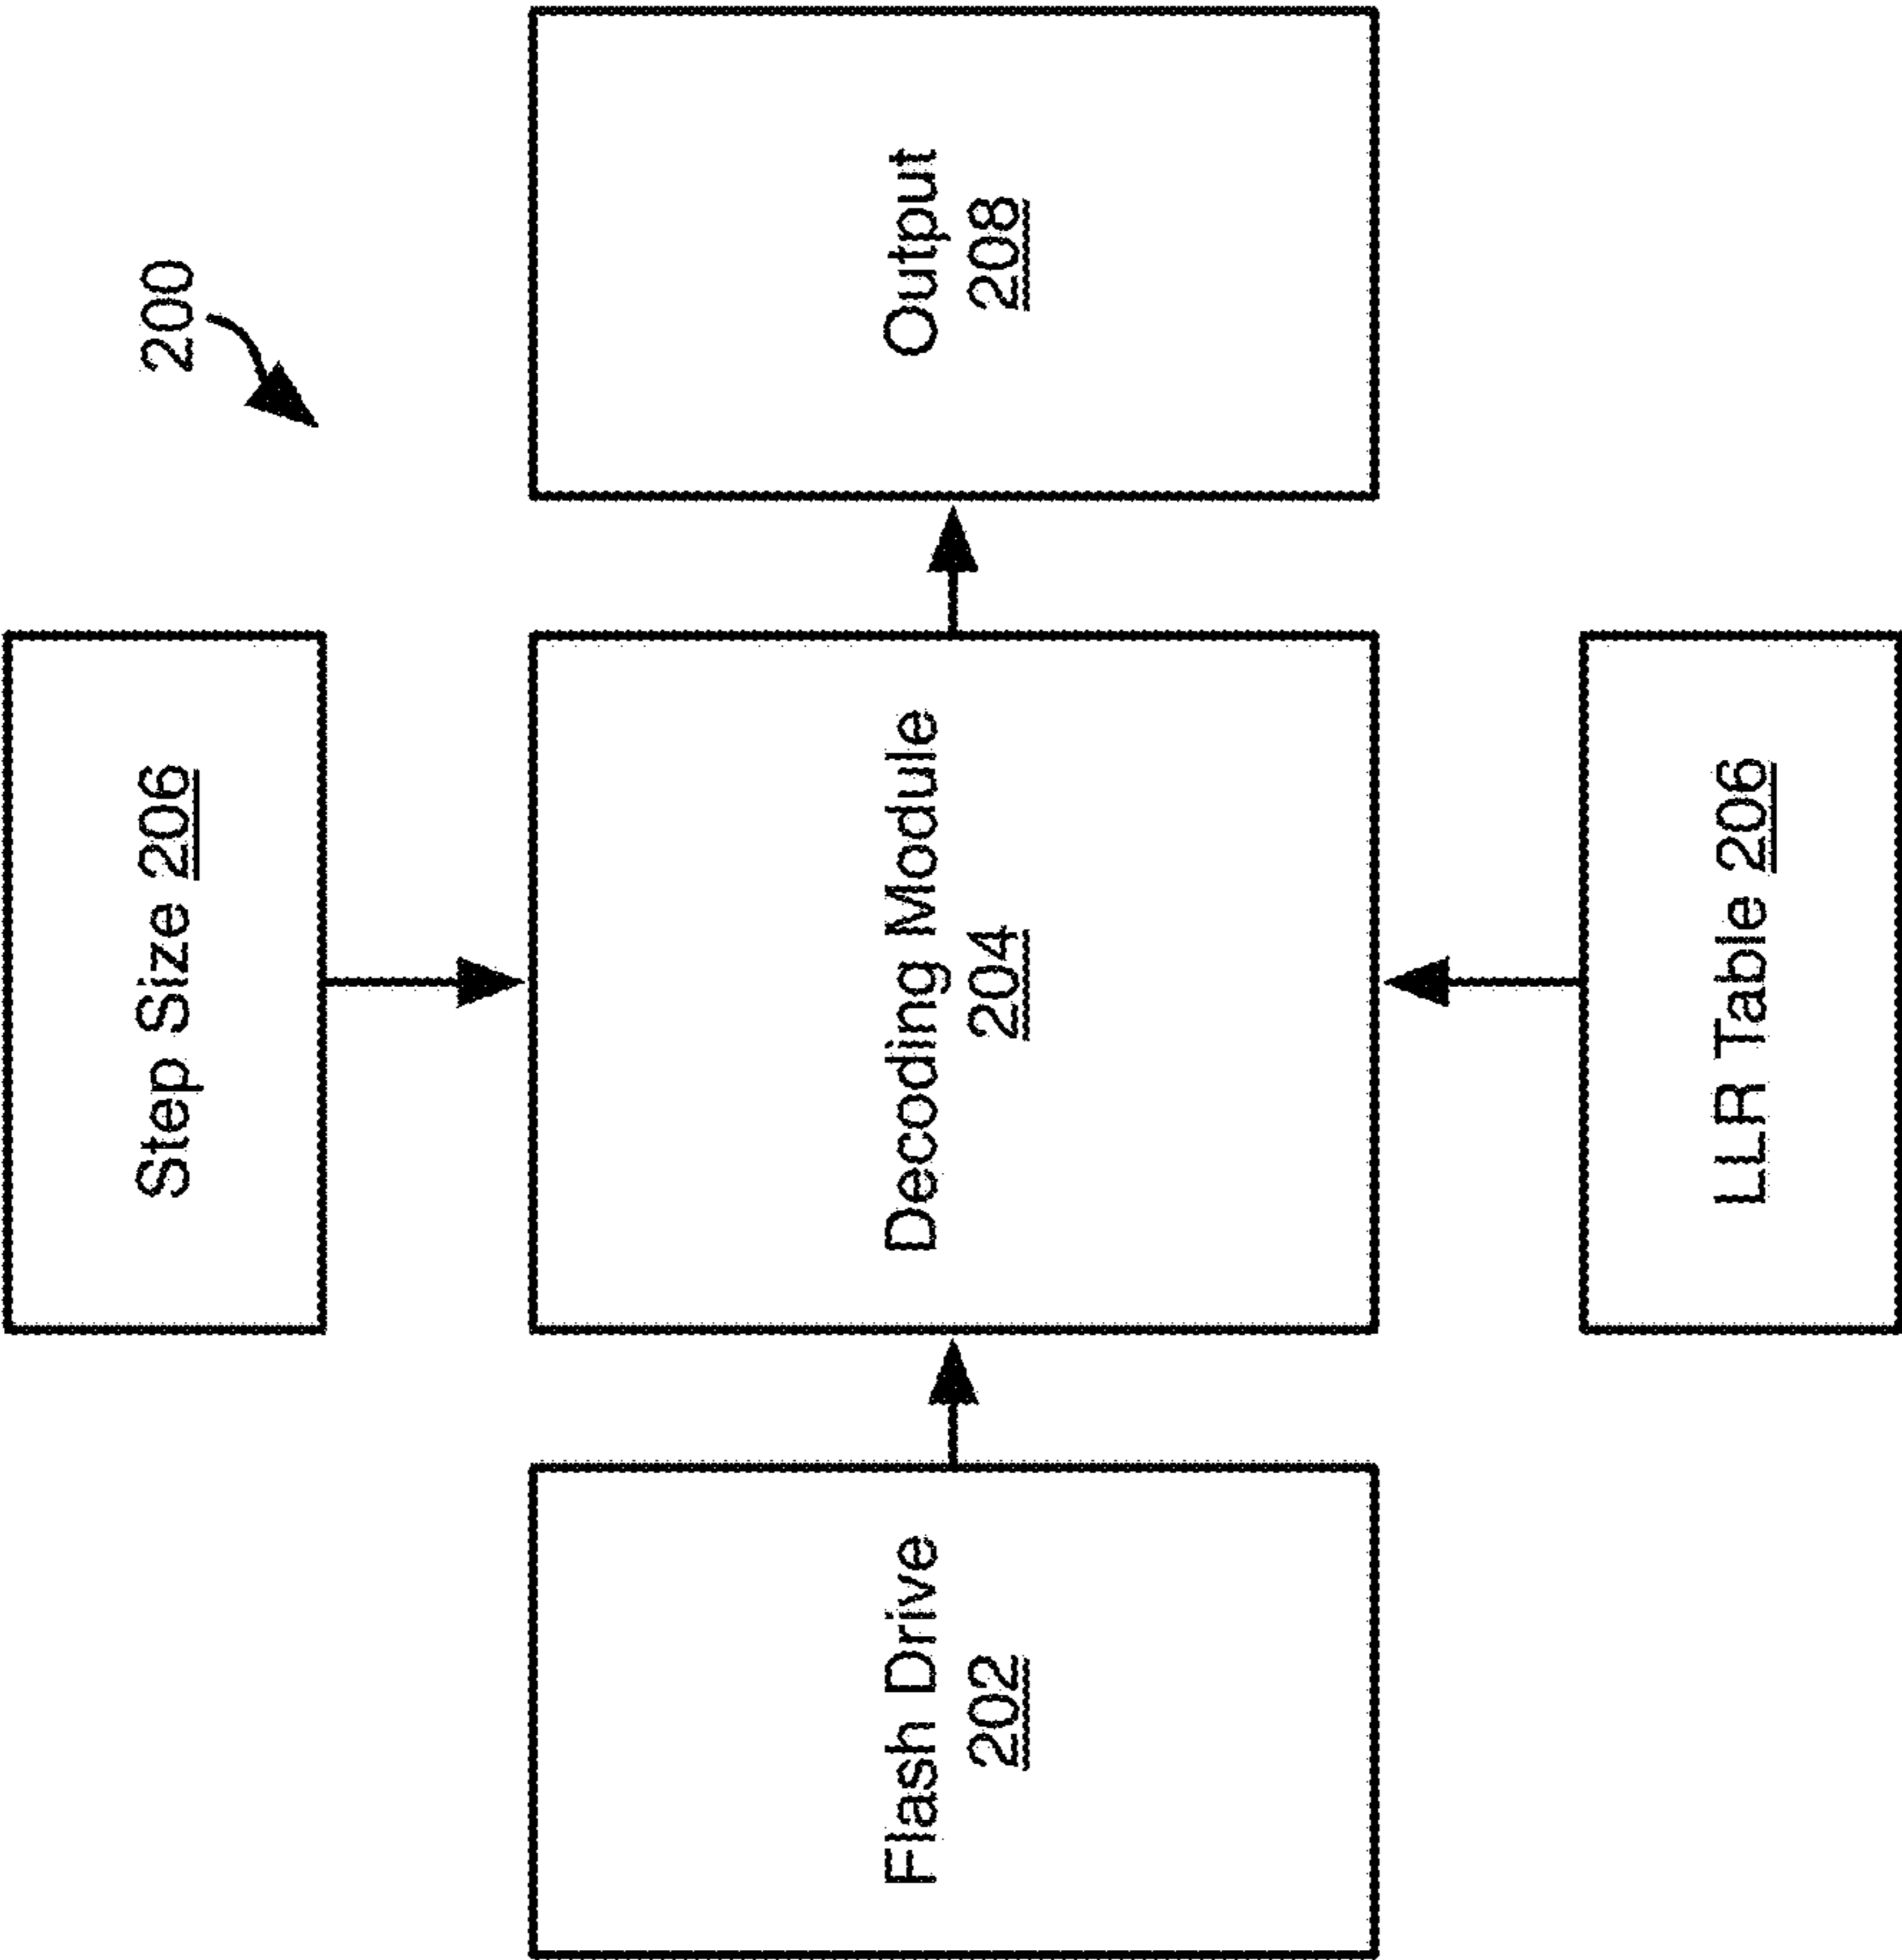 200
Step Size 206
Flash Drive
202
Decoding Module
204
Output
208
LLR Table 206